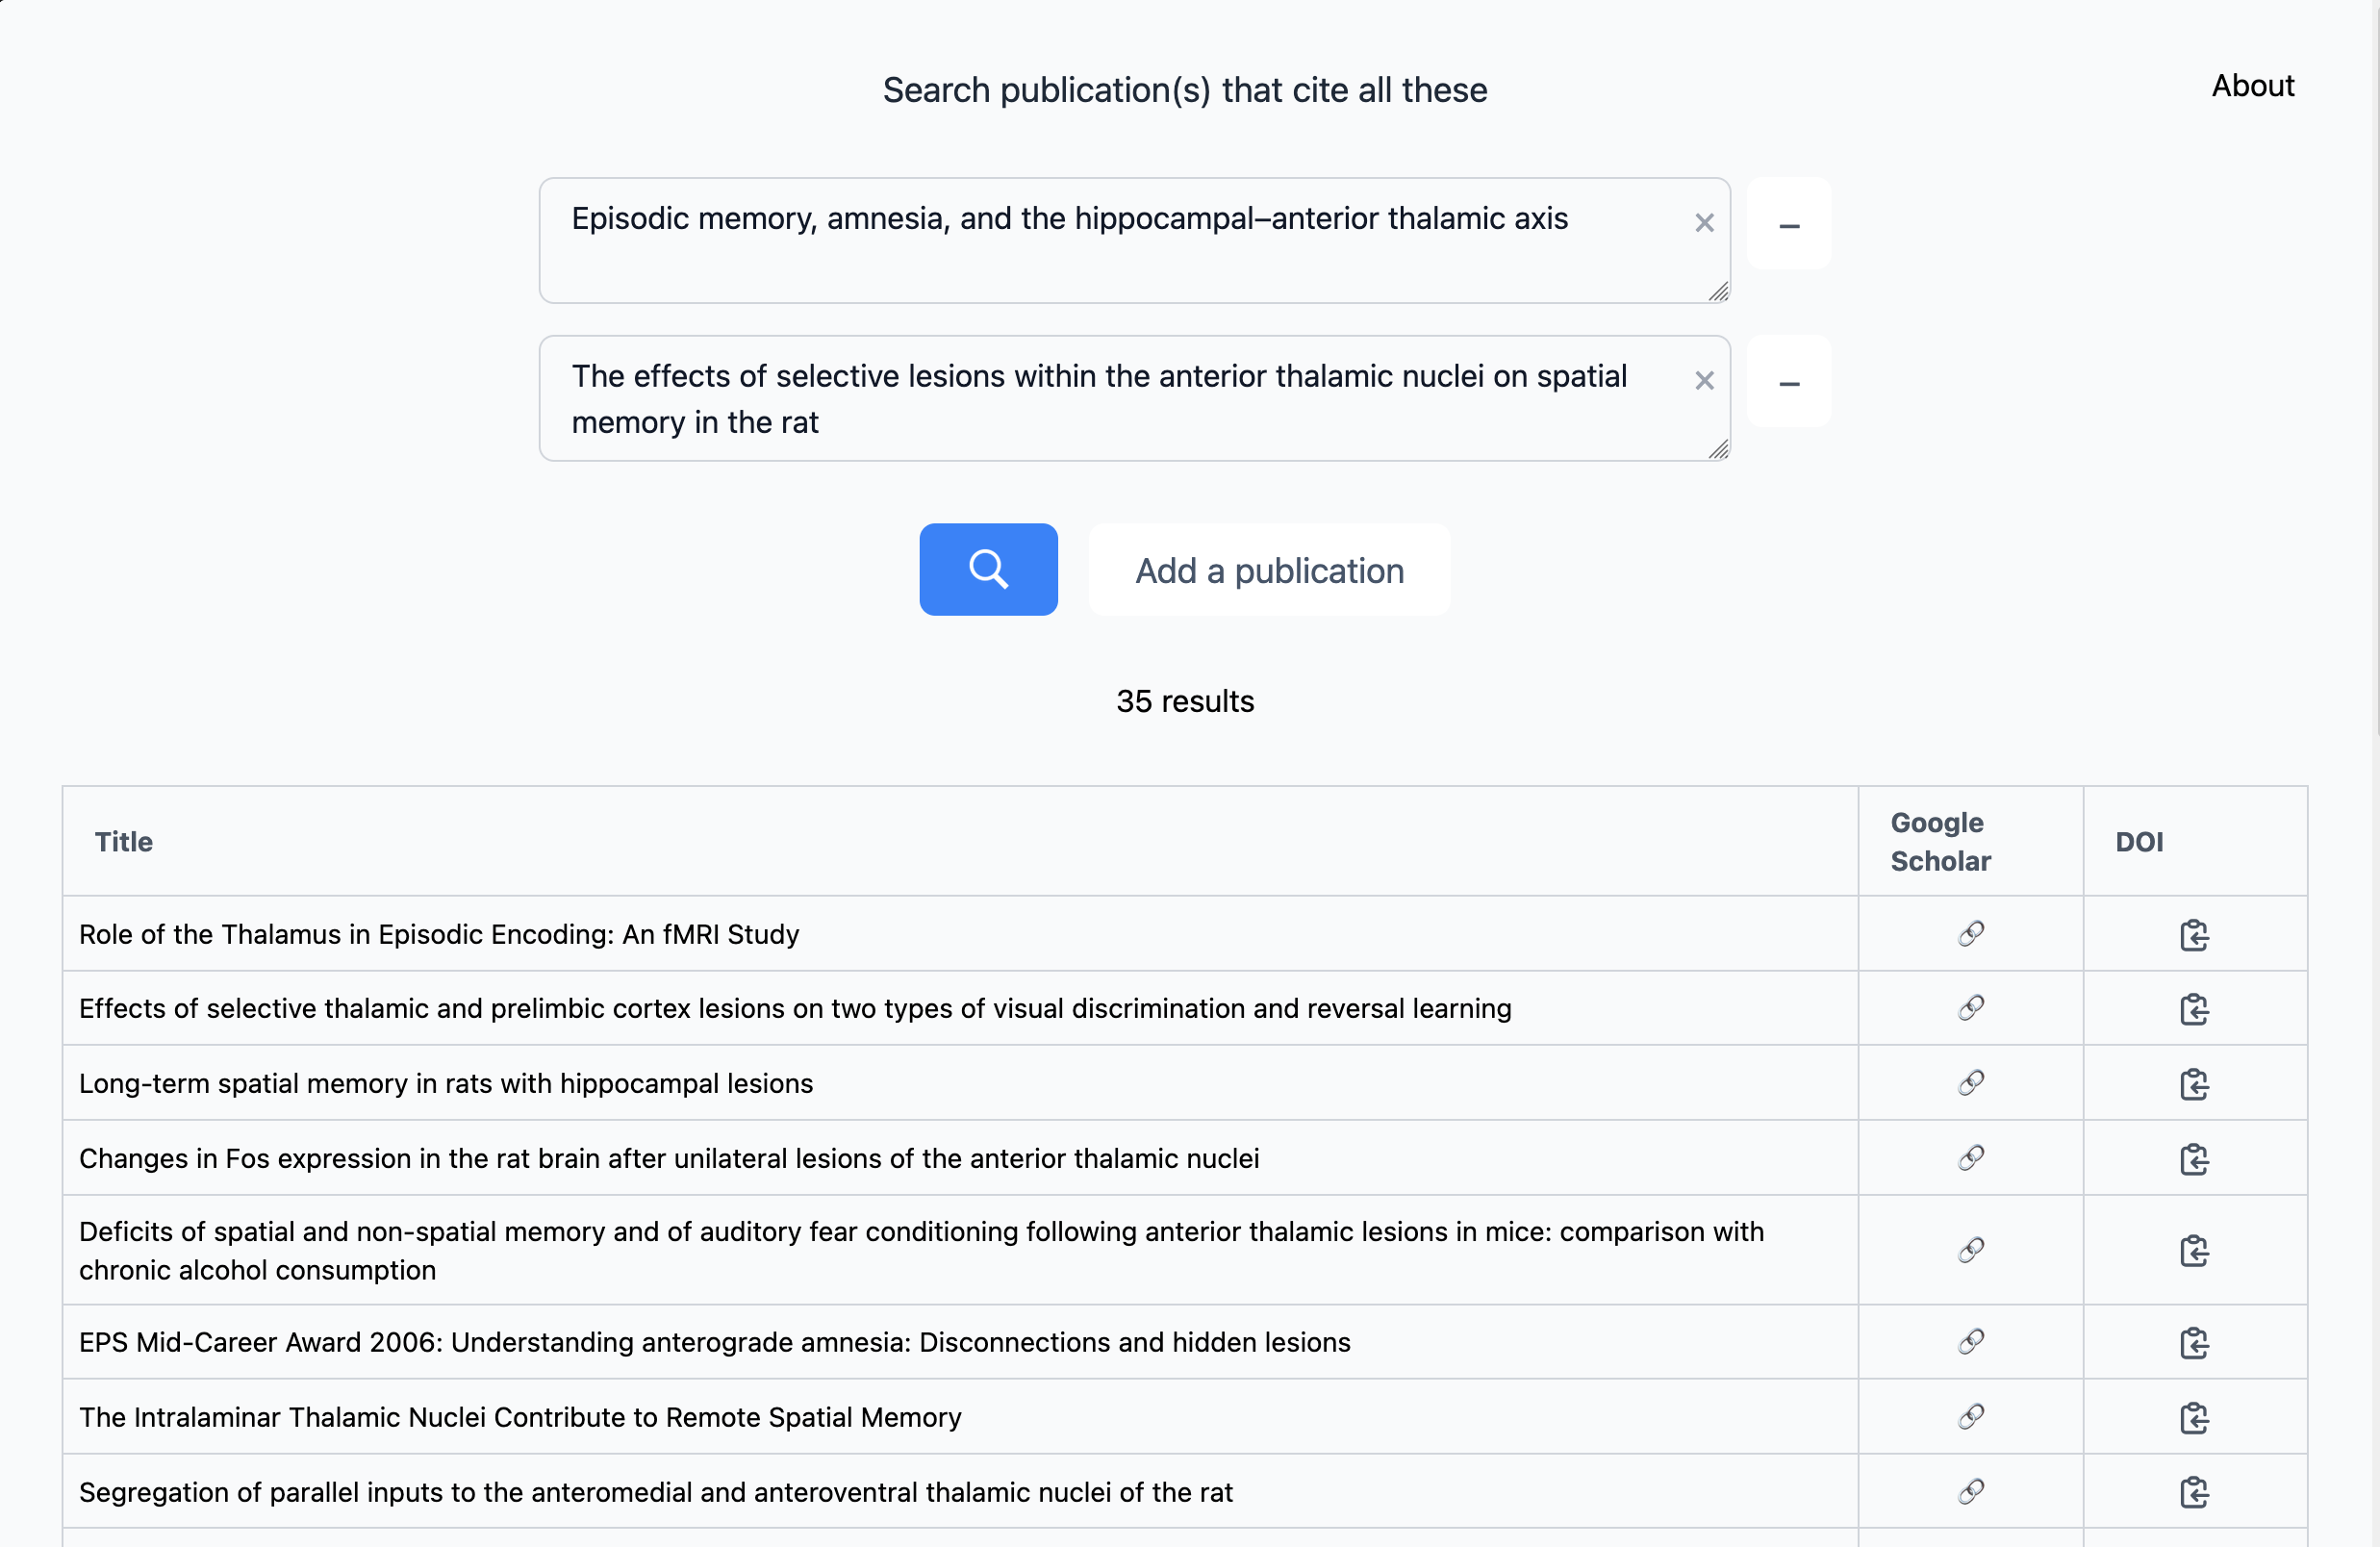 Search publication(s) that cite all these
About
Episodic memory, amnesia, and the hippocampal–anterior thalamic axis
The effects of selective lesions within the anterior thalamic nuclei on spatial
memory in the rat
Add a publication
35 results
Title
Google
Scholar
DOI
Role of the Thalamus in Episodic Encoding: An fMRI Study
Effects of selective thalamic and prelimbic cortex lesions on two types of visual discrimination and reversal learning
Long-term spatial memory in rats with hippocampal lesions
Changes in Fos expression in the rat brain after unilateral lesions of the anterior thalamic nuclei
Deficits of spatial and non-spatial memory and of auditory fear conditioning following anterior thalamic lesions in mice: comparison with
chronic alcohol consumption
EPS Mid-Career Award 2006: Understanding anterograde amnesia: Disconnections and hidden lesions
The Intralaminar Thalamic Nuclei Contribute to Remote Spatial Memory
Segregation of parallel inputs to the anteromedial and anteroventral thalamic nuclei of the rat